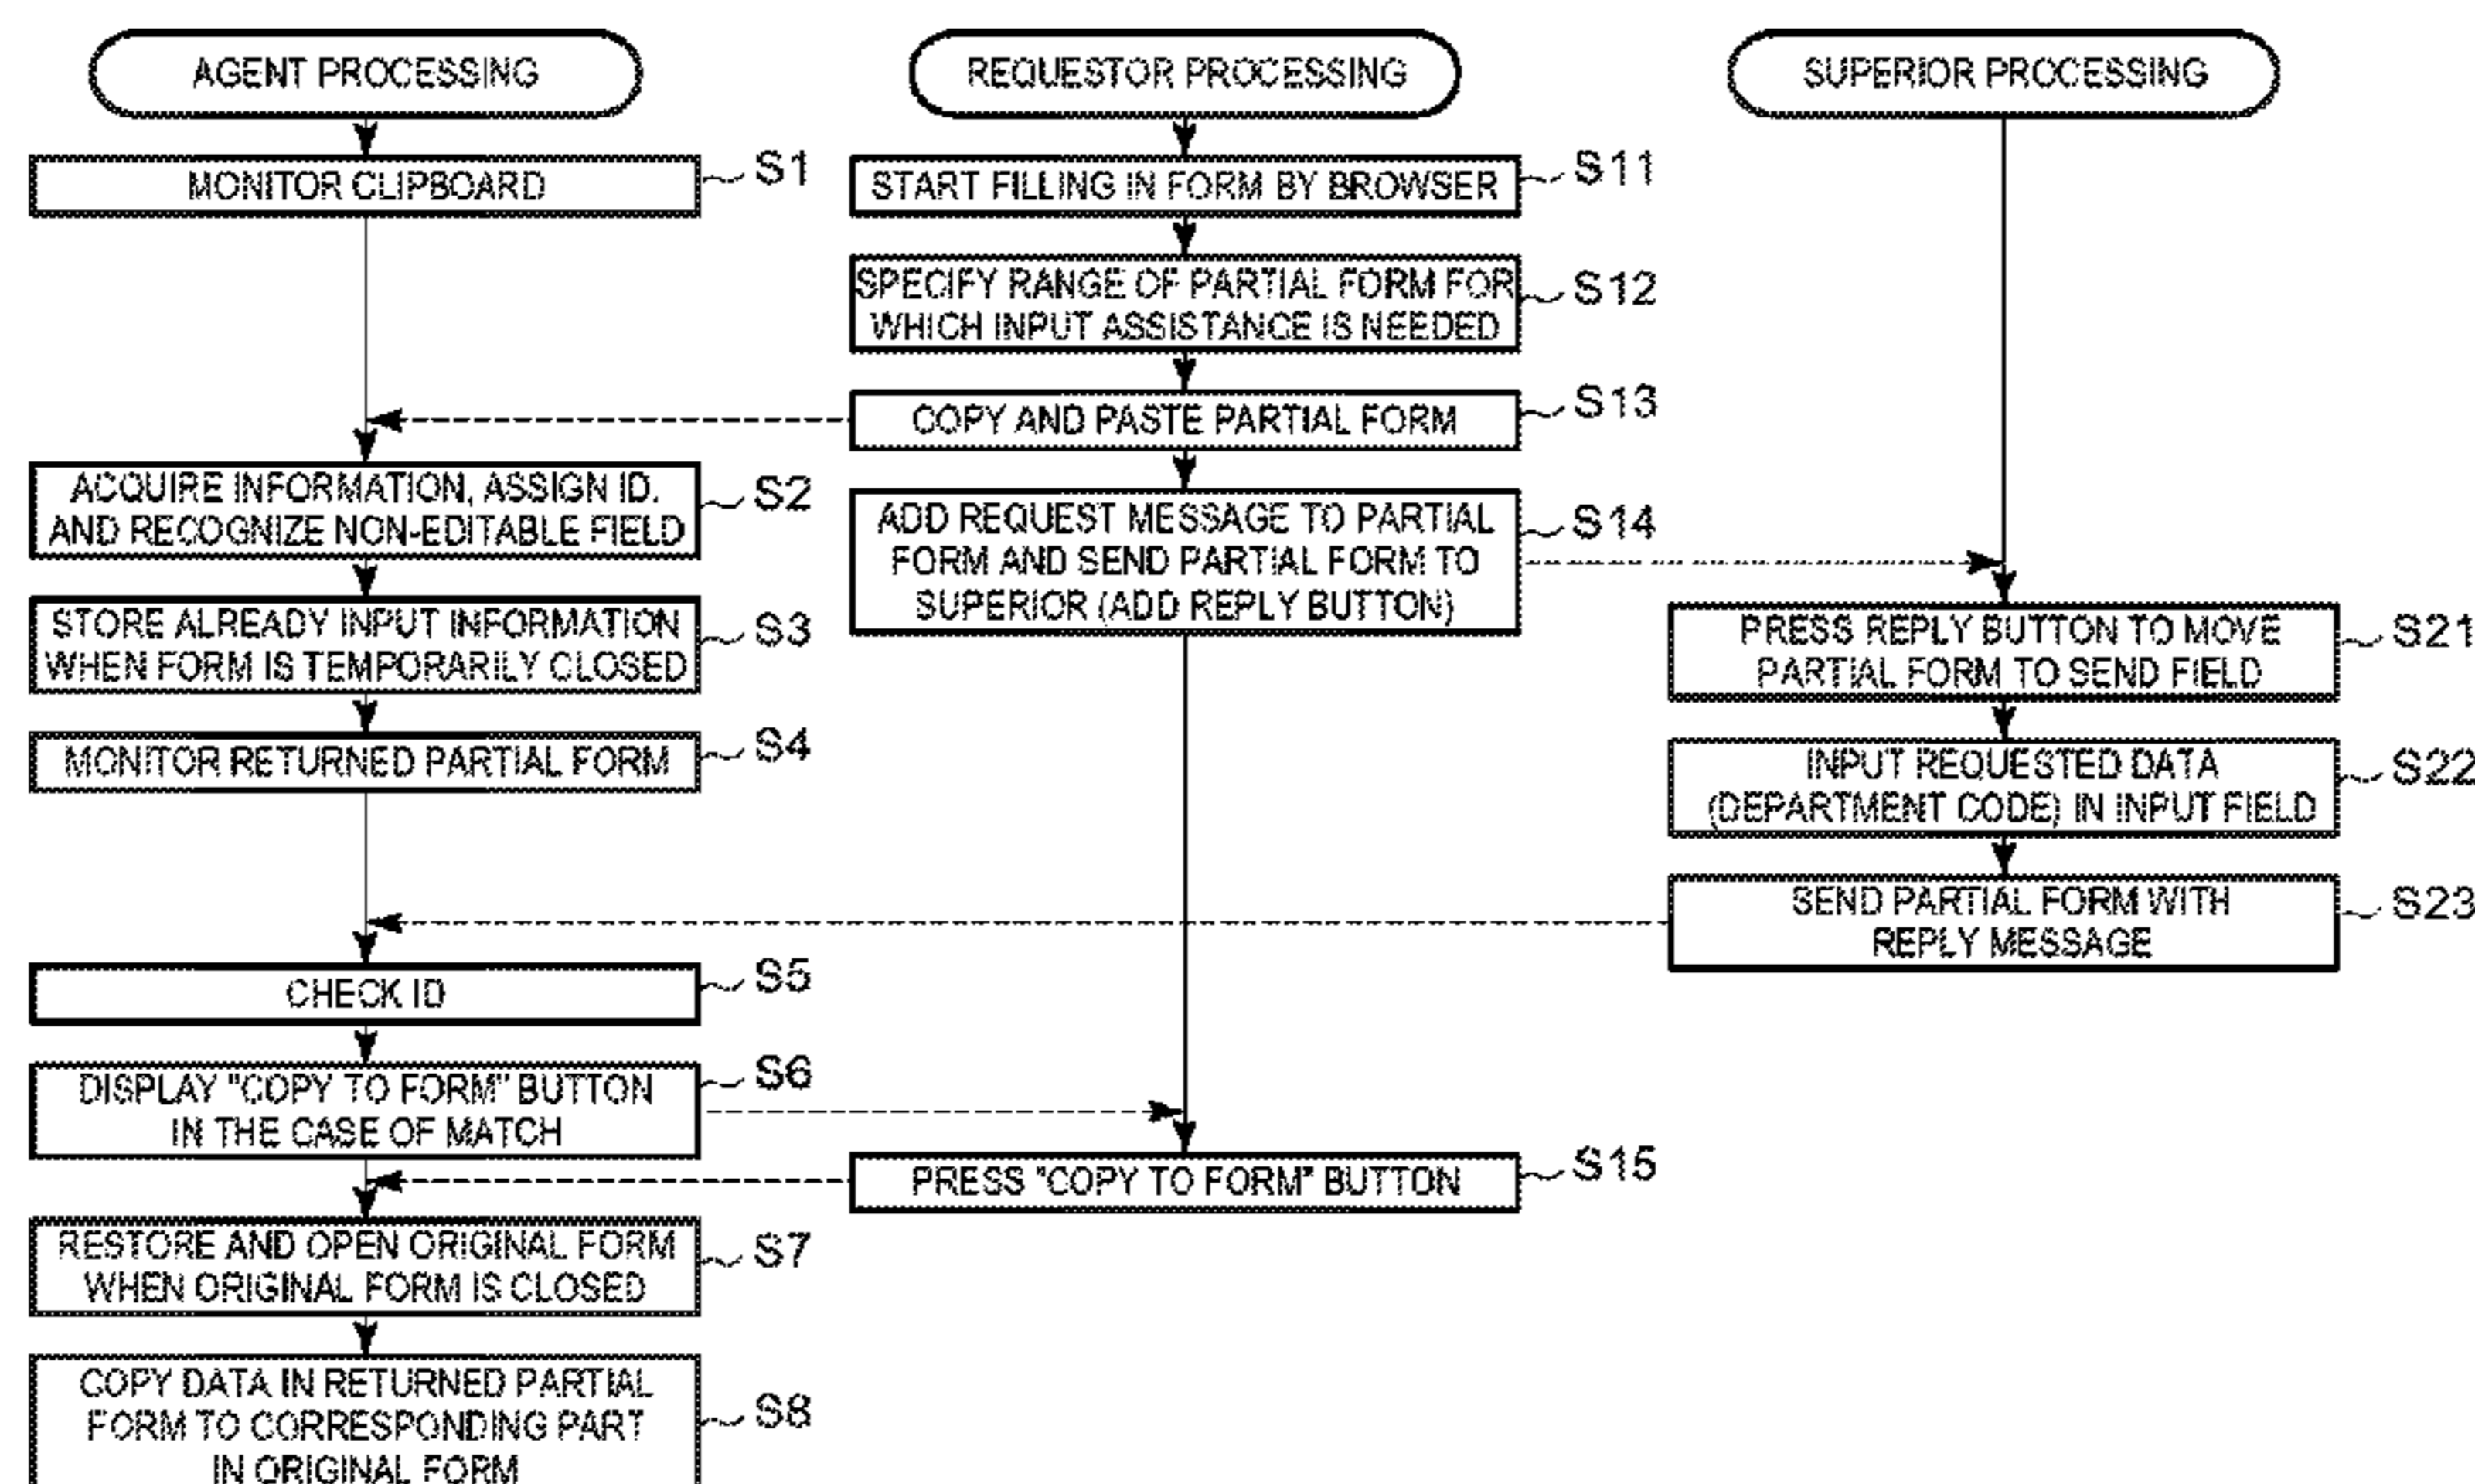 AGENT PROCESSING
MONITOR CLIPBOARD
S1
ACQUIRE INFORMATION, ASSIGN ID,
AND RECOGNIZE NON-EDITABLE FIELD
S2
STORE ALREADY INPUT INFORMATION
WHEN FORM IS TEMPORARILY CLOSED
S3
MONITOR RETURNED PARTIAL FORM
S4
CHECK ID
S5
DISPLAY "COPY TO FORM" BUTTON
IN THE CASE OF MATCH
S6
RESTORE AND OPEN ORIGINAL FORM
WHEN ORIGINAL FORM IS CLOSED
S7
COPY DATA IN RETURNED PARTIAL
FORM TO CORRESPONDING PART
IN ORIGINAL FORM
S8
REQUESTOR PROCESSING
START FILLING IN FORM BY BROWSER
S11
SPECIFY RANGE OF PARTIAL FORM FOR
WHICH INPUT ASSISTANCE IS NEEDED
S12
COPY AND PASTE PARTIAL FORM
S13
ADD REQUEST MESSAGE TO PARTIAL
FORM AND SEND PARTIAL FORM TO
SUPERIOR (ADD REPLY BUTTON)
S14
PRESS "COPY TO FORM" BUTTON
S15
SUPERIOR PROCESSING
PRESS REPLY BUTTON TO MOVE
PARTIAL FORM TO SEND FIELD
S21
INPUT REQUESTED DATA
(DEPARTMENT CODE) IN INPUT FIELD
S22
SEND PARTIAL FORM WITH
REPLY MESSAGE
S23